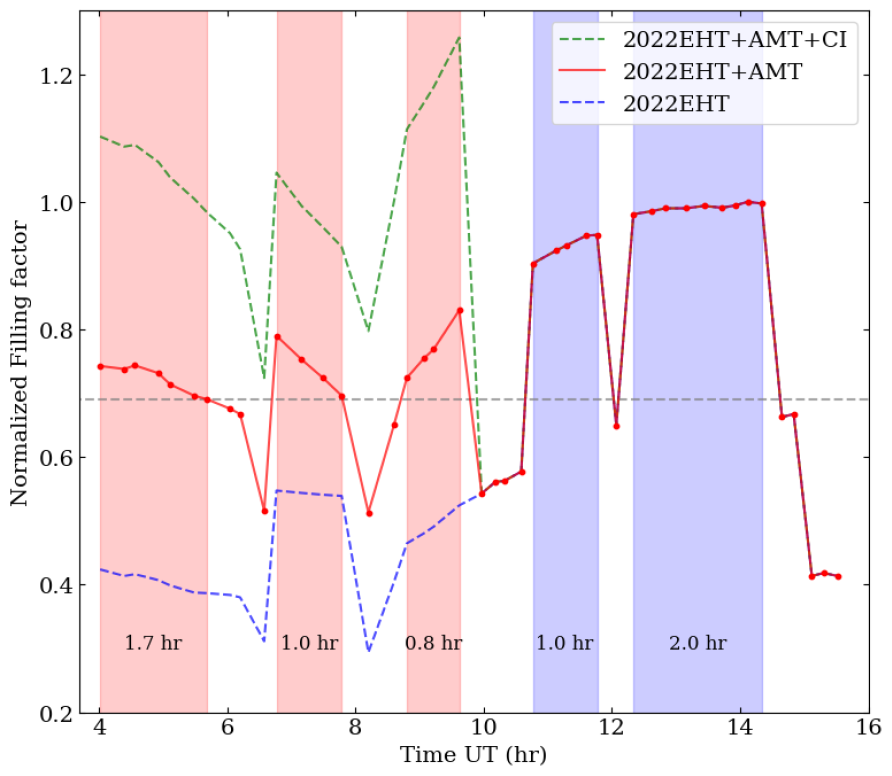 2022EHT+AMT+CI
2022EHT+AMT
2022EHT
Normalized Filling factor
1.2
1.0
0.8
0.6
0.4
0.2
1.7 hr
1.0 hr
0.8 hr
1.0 hr
2.0 hr
4
6
8
10
12
14
16
Time UT (hr)